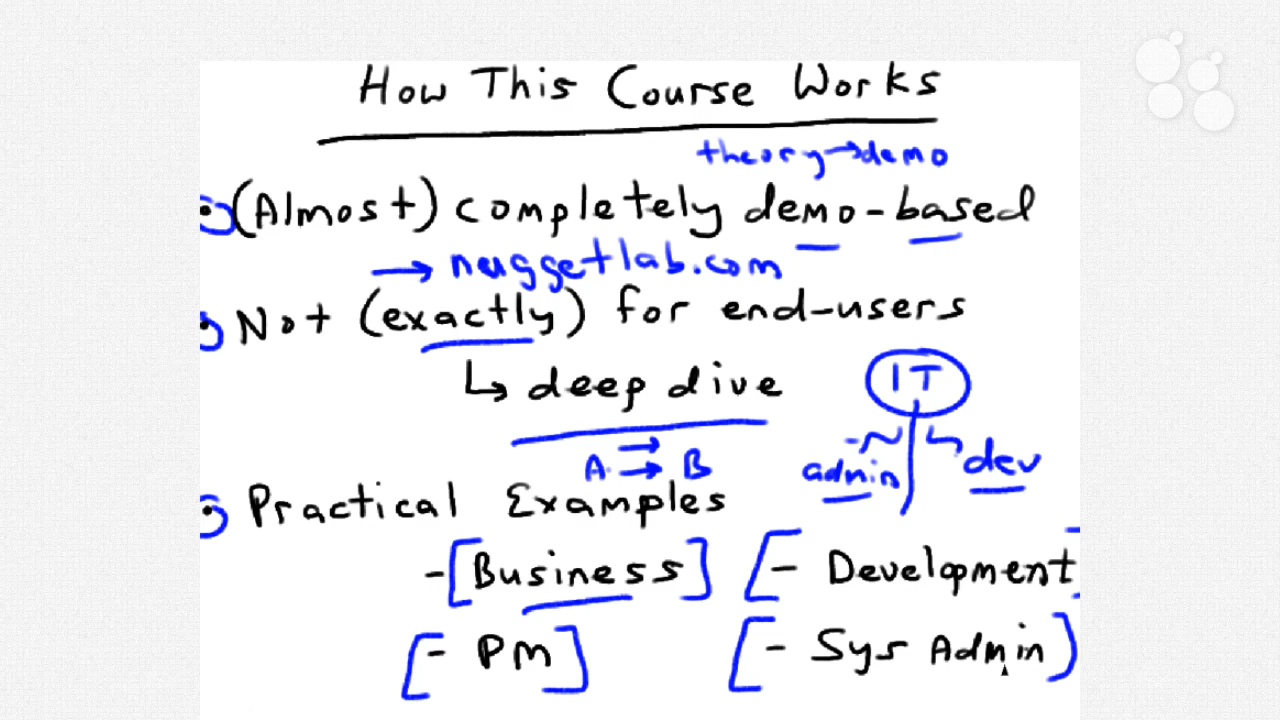 How This Course Works
theory→demo
(Almost) completely demo-based
→ nuggetlab.com
Not (exactly) for end-users
↳ deep dive
IT
A → B
admin
dev
Practical Examples
-[Business] [- Development]
[- PM] [- Sys Admin]